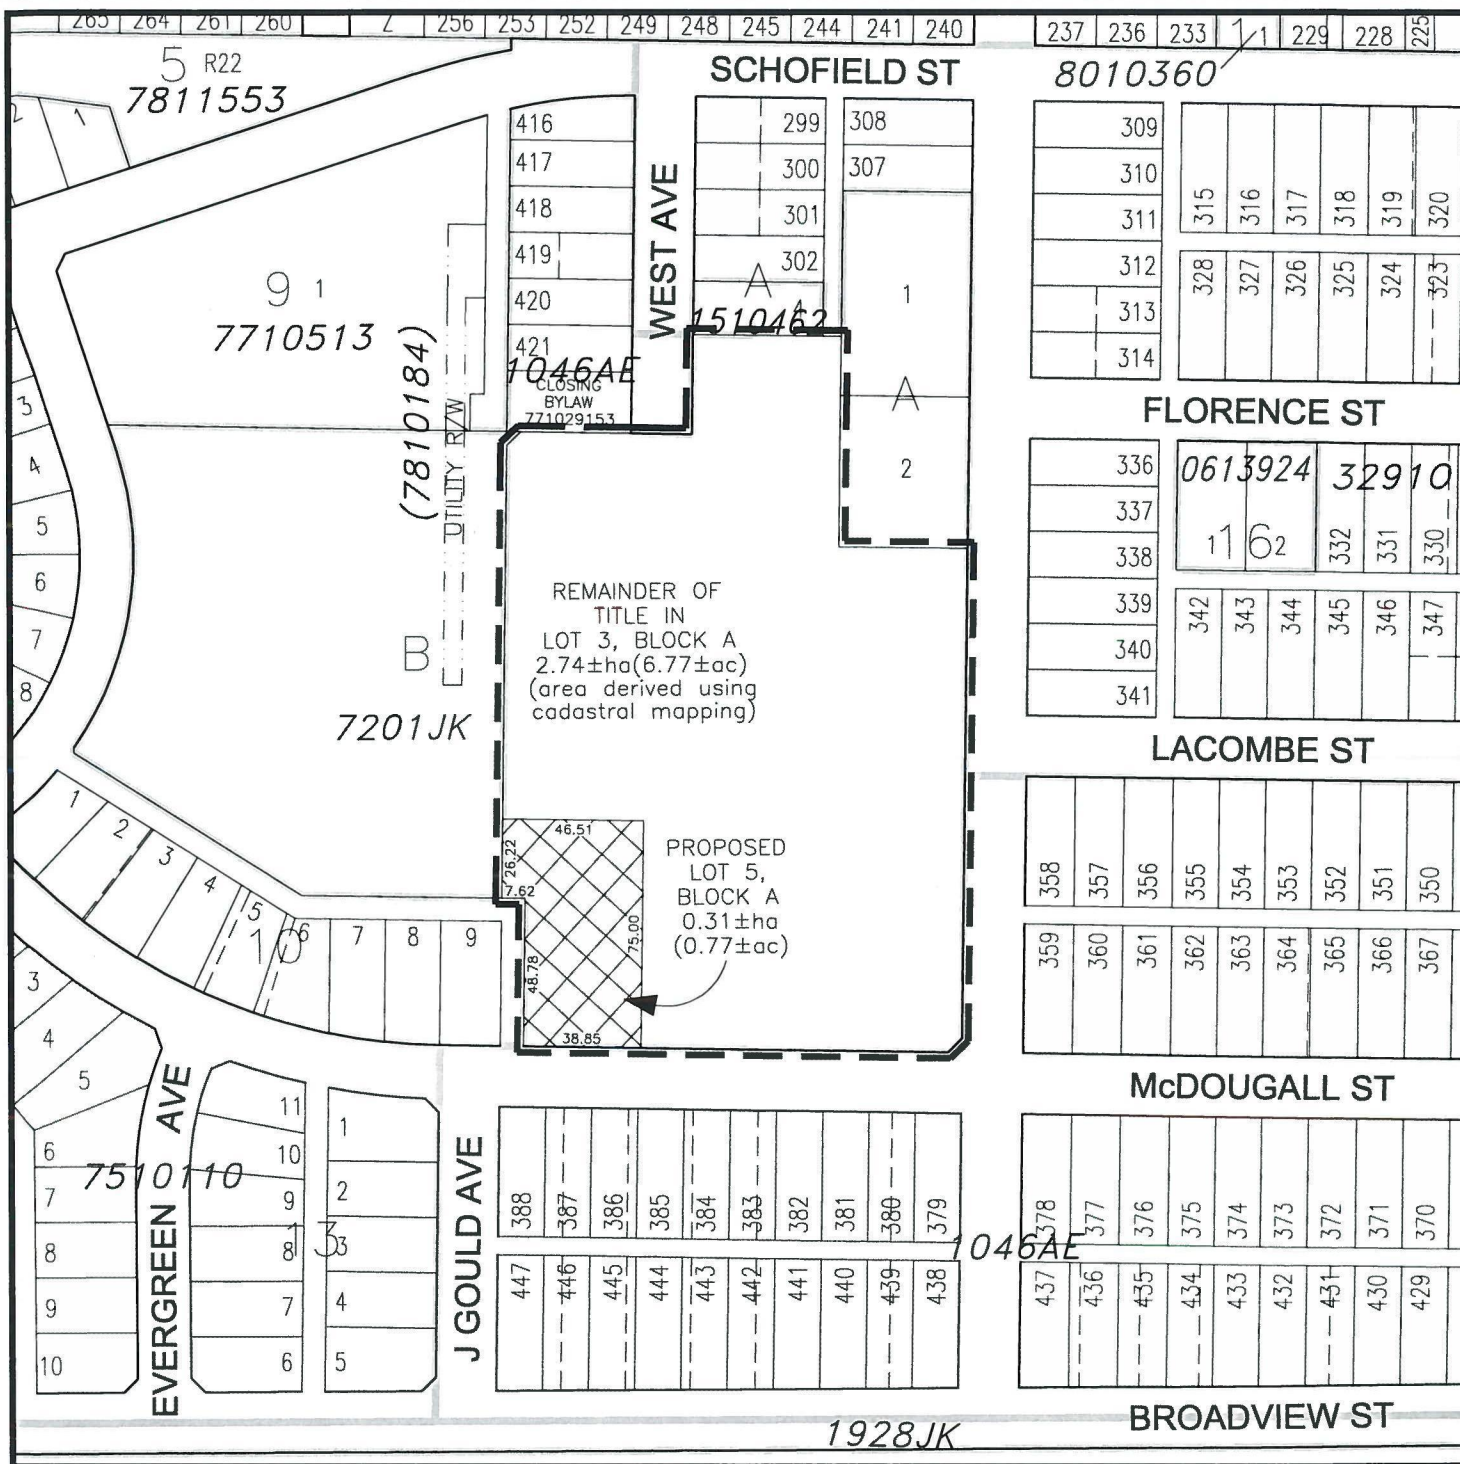 265 264 261 260 Z 256 253 252 249 248 245 244 241 240 237 236 233 1 1 229 228 225
5 R22
7811553
SCHOFIELD ST
8010360
2 1
416
417
418
419
420
421
1046AE
CLOSING
BYLAW
771029153
WEST AVE
299
300
301
302
A 4
1510462
308
307
1
A
2
309
310
311
312
313
314
315 316 317 318 319 320
328 327 326 325 324 323
9 1
7710513
(7810184)
UTILITY R/W
FLORENCE ST
336
337
338
339
340
341
0613924 32910
1 16 2 332 331 330
342 343 344 345 346 347
3
4
5
6
7
8
B
7201JK
REMAINDER OF
TITLE IN
LOT 3, BLOCK A
2.74±ha(6.77±ac)
(area derived using
cadastral mapping)
LACOMBE ST
46.51
26.22
7.62
48.78
75.00
38.85
PROPOSED
LOT 5,
BLOCK A
0.31±ha
(0.77±ac)
358 357 356 355 354 353 352 351 350
359 360 361 362 363 364 365 366 367
1 2 3 4 5 6 7 8 9
10
3
4
5
6
7
8
9
10
McDOUGALL ST
EVERGREEN AVE
7510110
11
10
9
8
7
6
13
1
2
3
4
5
J GOULD AVE
388 387 386 385 384 383 382 381 380 379
447 446 445 444 443 442 441 440 439 438
1046AE
378 377 376 375 374 373 372 371 370
437 436 435 434 433 432 431 430 429
BROADVIEW ST
1928JK